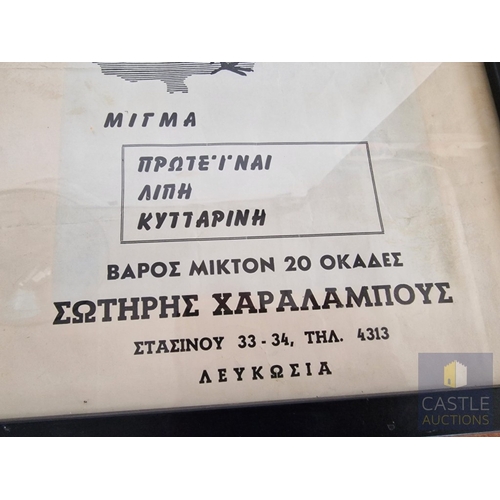 ΜΙΓΜΑ
ΠΡΩΤΕΪΝΑΙ
ΛΙΠΗ
ΚΥΤΤΑΡΙΝΗ
ΒΑΡΟΣ ΜΙΚΤΟΝ 20 ΟΚΑΔΕΣ
ΣΩΤΗΡΗΣ ΧΑΡΑΛΑΜΠΟΥΣ
ΣΤΑΣΙΝΟΥ 33-34, ΤΗΛ. 4313
ΛΕΥΚΩΣΙΑ
CASTLE
AUCTIONS